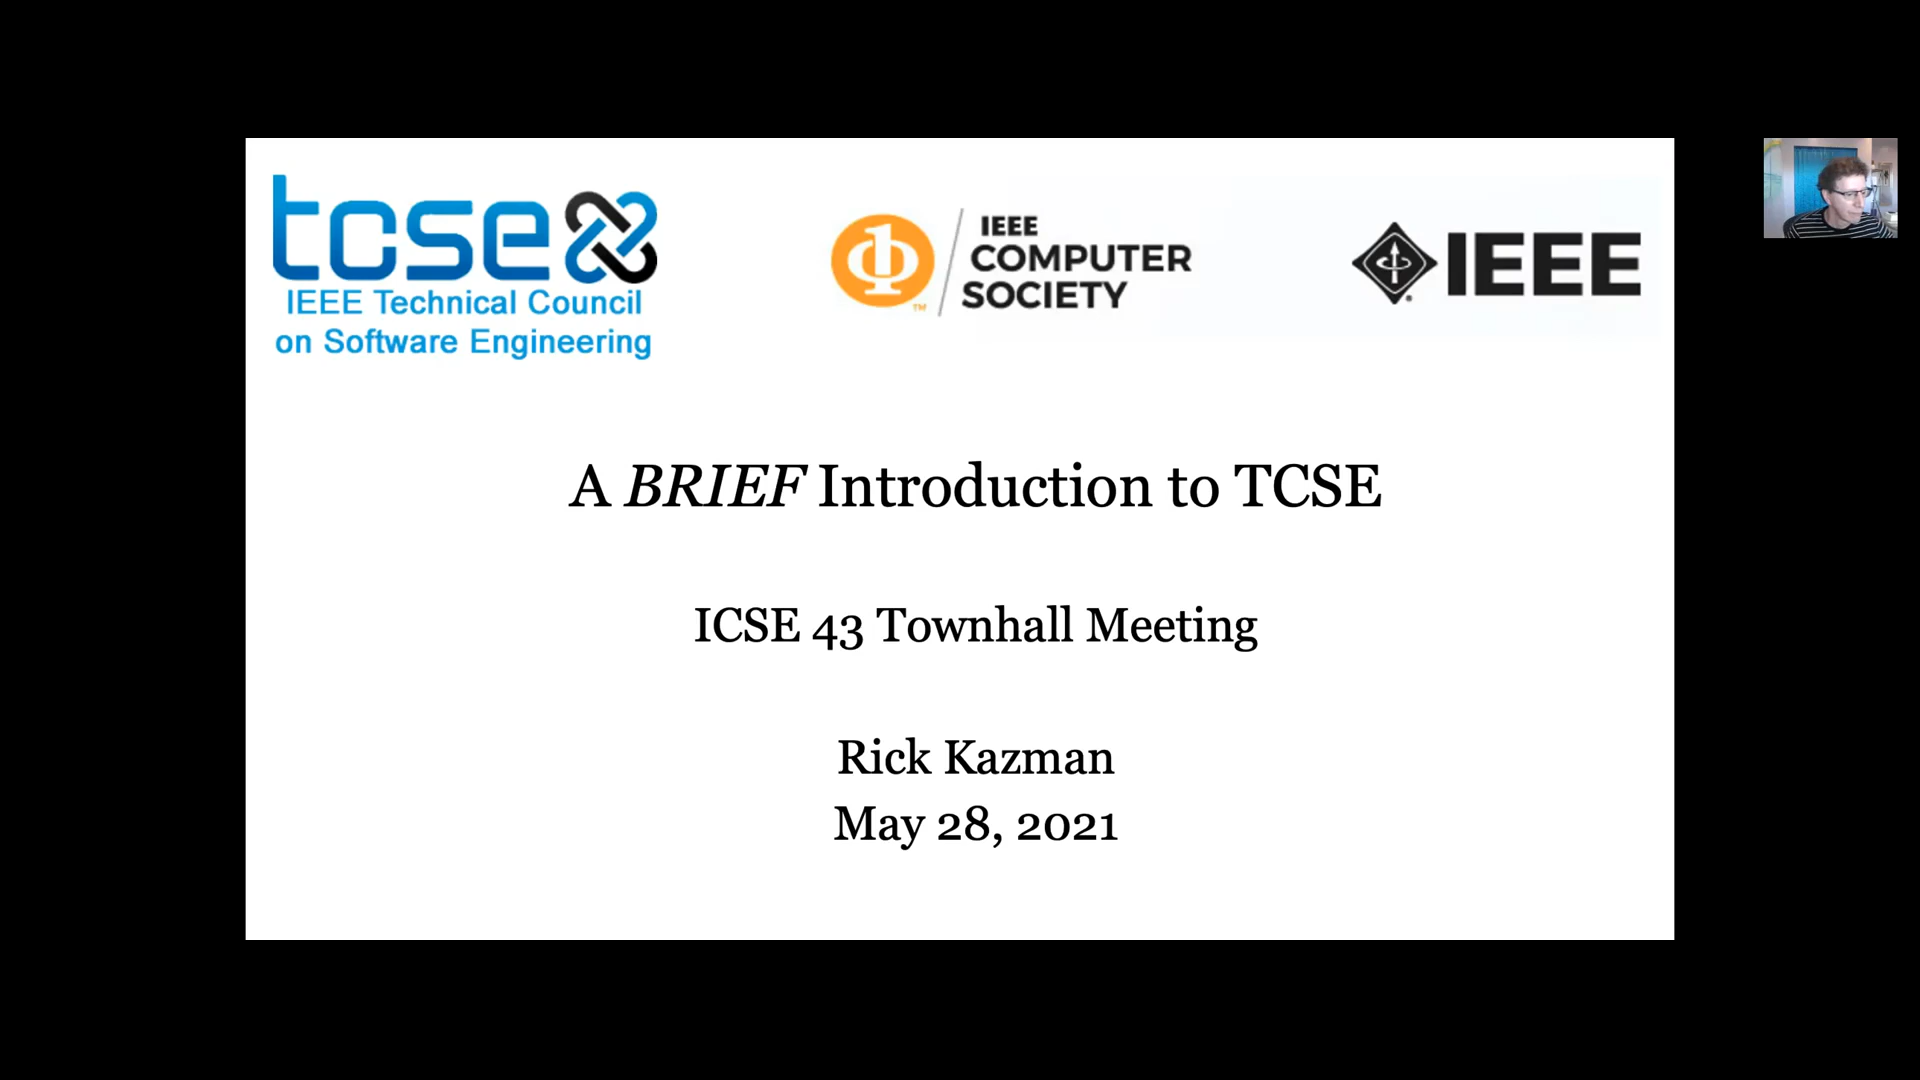 tcse
IEEE Technical Council
on Software Engineering
IEEE
COMPUTER
SOCIETY
TM
IEEE
A BRIEF Introduction to TCSE
ICSE 43 Townhall Meeting
Rick Kazman
May 28, 2021